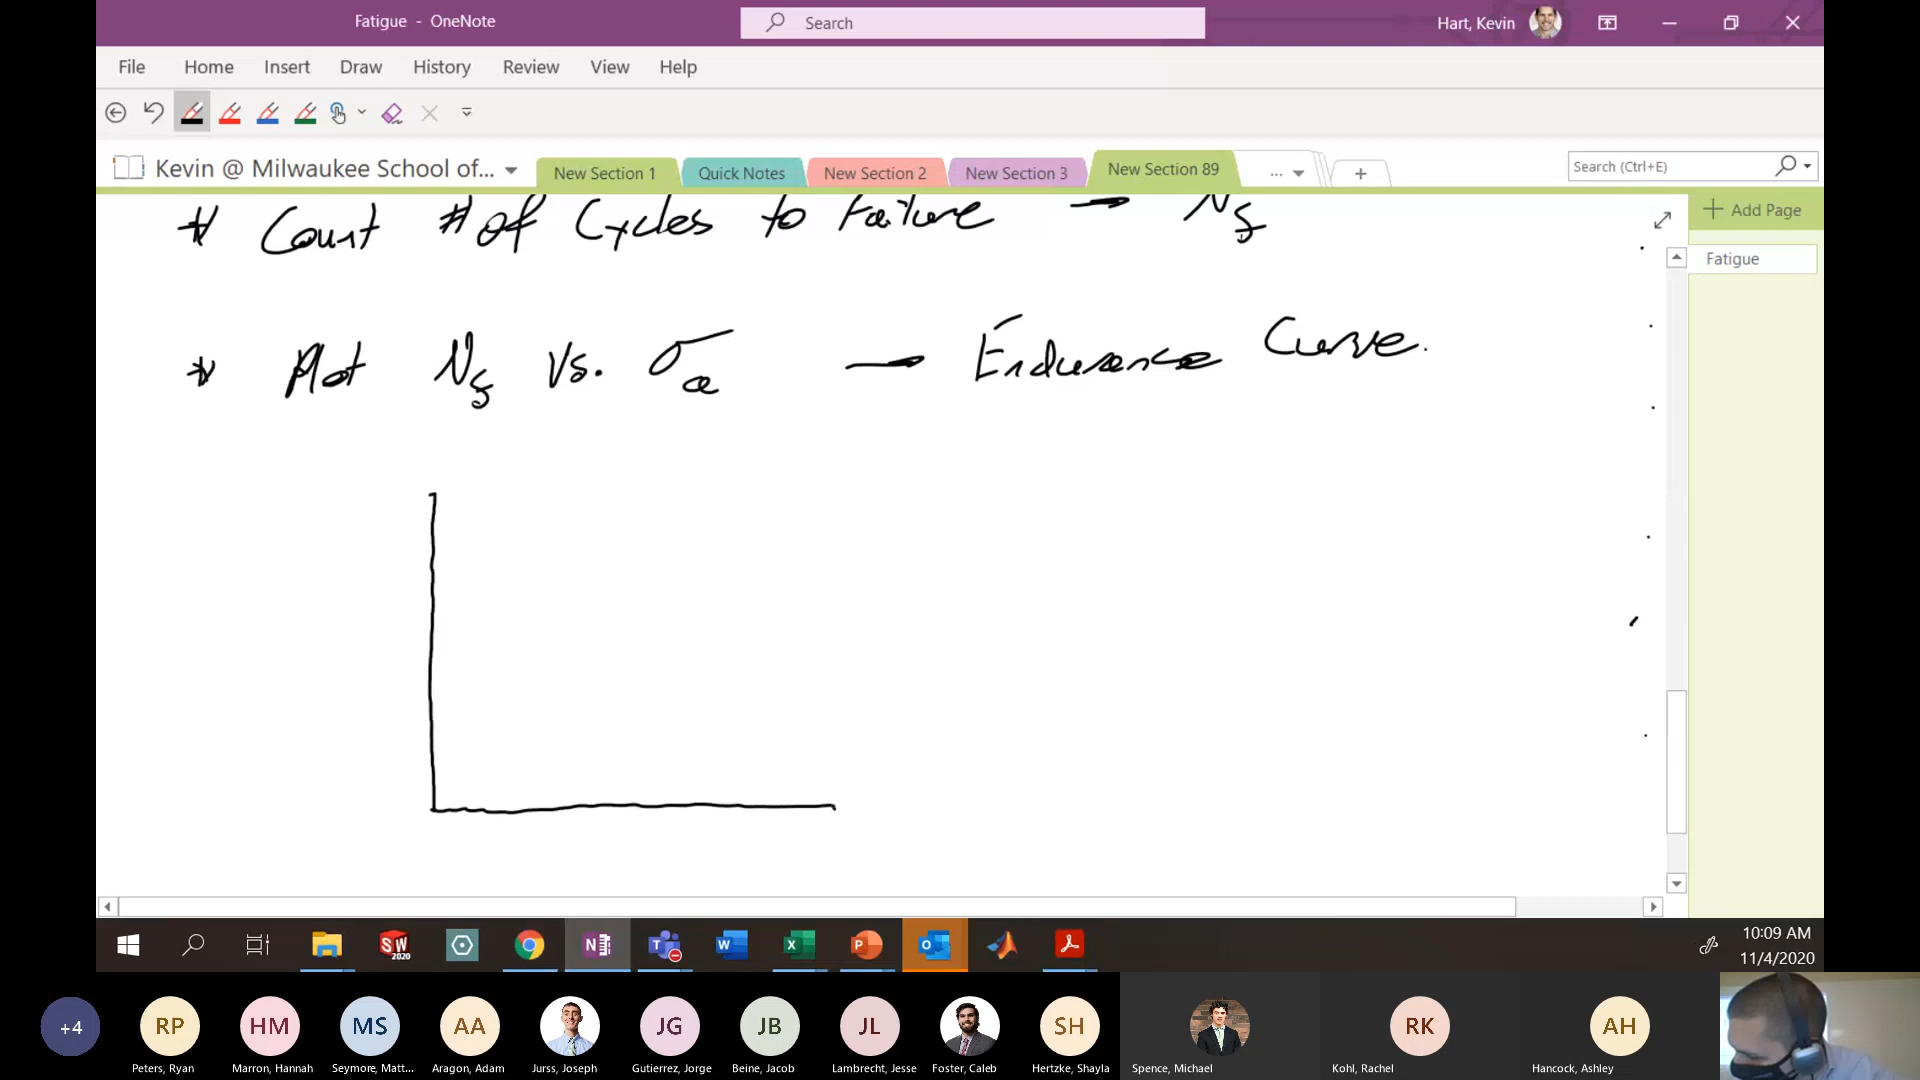 Fatigue - OneNote
Search
Hart, Kevin
File Home Insert Draw History Review View Help
Kevin @ Milwaukee School of...
New Section 1
Quick Notes
New Section 2
New Section 3
New Section 89
...
Search (Ctrl+E)
Add Page
Fatigue
* Count # of Cycles to Failure → Nf
* Plot Nf Vs. σa — Endurance Curve.
10:09 AM
11/4/2020
+4
RP
HM
MS
AA
JG
JB
JL
SH
RK
AH
Peters, Ryan
Marron, Hannah
Seymore, Matt...
Aragon, Adam
Jurss, Joseph
Gutierrez, Jorge
Beine, Jacob
Lambrecht, Jesse
Foster, Caleb
Hertzke, Shayla
Spence, Michael
Kohl, Rachel
Hancock, Ashley